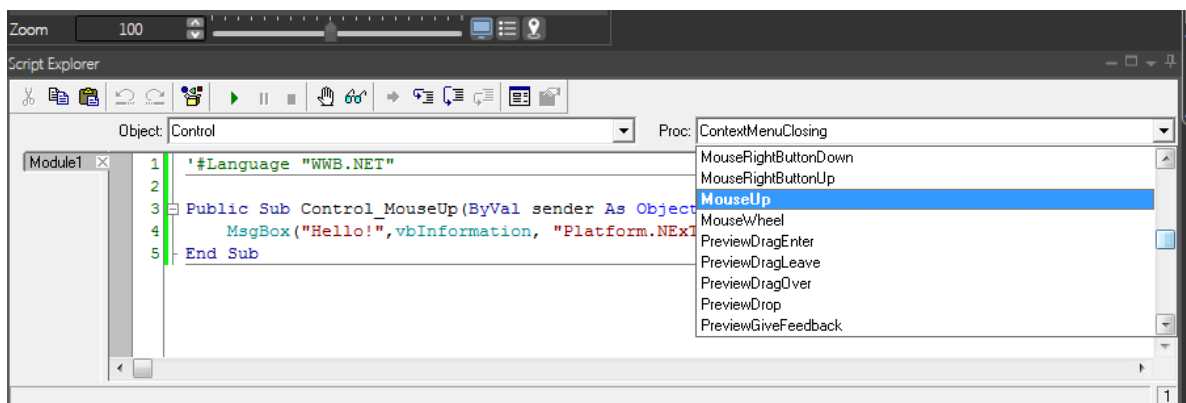 Zoom 100
Script Explorer
Object: Control Proc: ContextMenuClosing
Module1
1 '#Language "WWB.NET"
2
3 Public Sub Control_MouseUp(ByVal sender As Object
4 MsgBox("Hello!",vbInformation, "Platform.NExT
5 End Sub
MouseRightButtonDown
MouseRightButtonUp
MouseUp
MouseWheel
PreviewDragEnter
PreviewDragLeave
PreviewDragOver
PreviewDrop
PreviewGiveFeedback
1